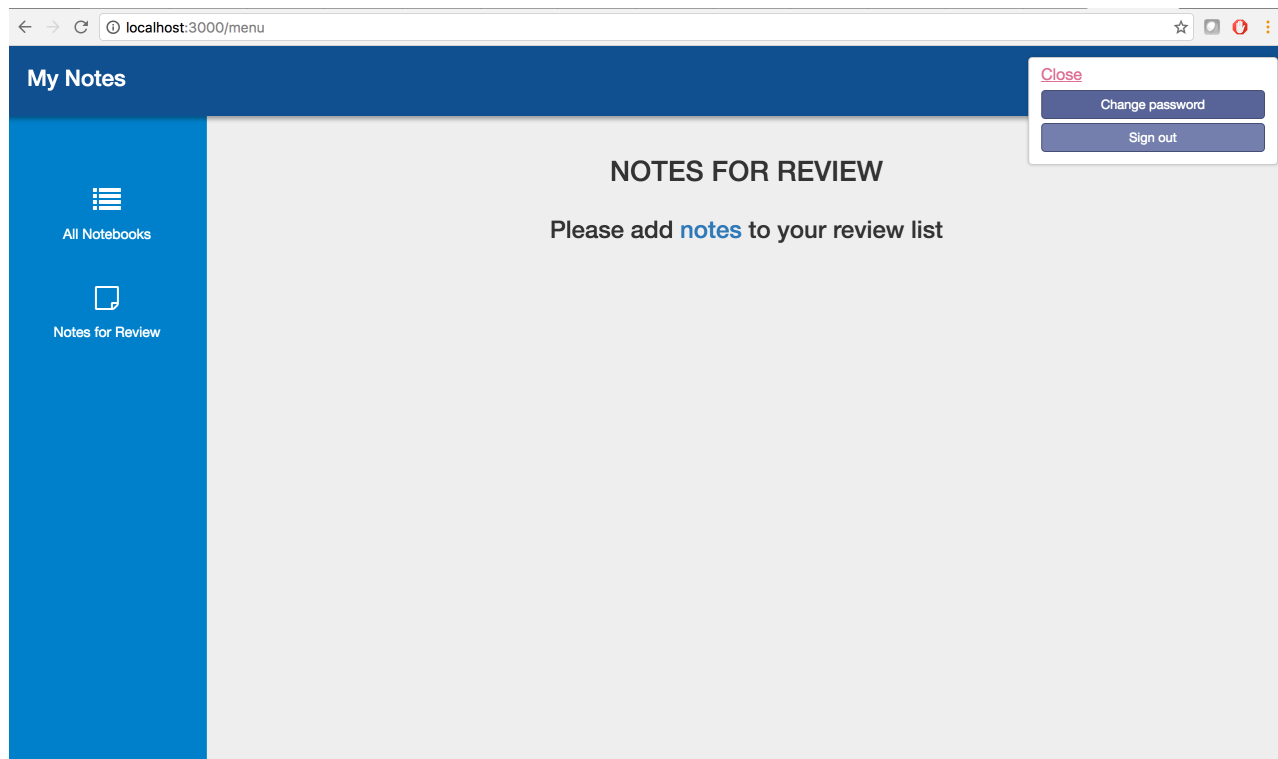 localhost:3000/menu
My Notes
Close
Change password
Sign out
All Notebooks
Notes for Review
NOTES FOR REVIEW
Please add notes to your review list